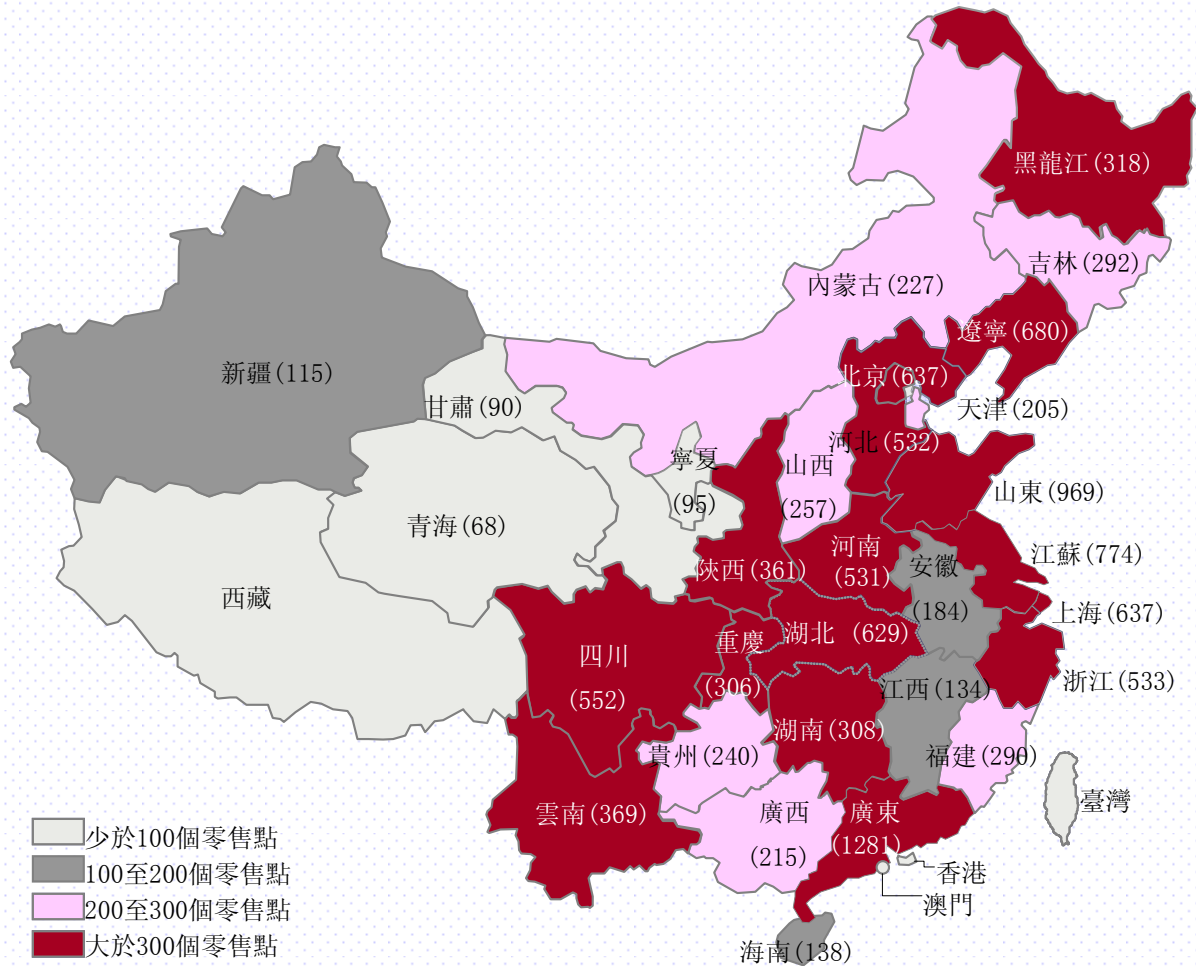 黑龍江(318)
吉林(292)
內蒙古(227)
遼寧(680)
新疆(115)
北京(637)
甘肅(90)
天津(205)
河北(532)
寧夏
(95)
山西
(257)
山東(969)
青海(68)
河南
(531)
江蘇(774)
陝西(361)
安徽
(184)
西藏
上海(637)
湖北 (629)
重慶
(306)
四川
(552)
江西(134)
浙江(533)
湖南(308)
貴州(240)
福建(290)
雲南(369)
廣西
(215)
廣東
(1281)
臺灣
香港
澳門
海南(138)
少於100個零售點
100至200個零售點
200至300個零售點
大於300個零售點